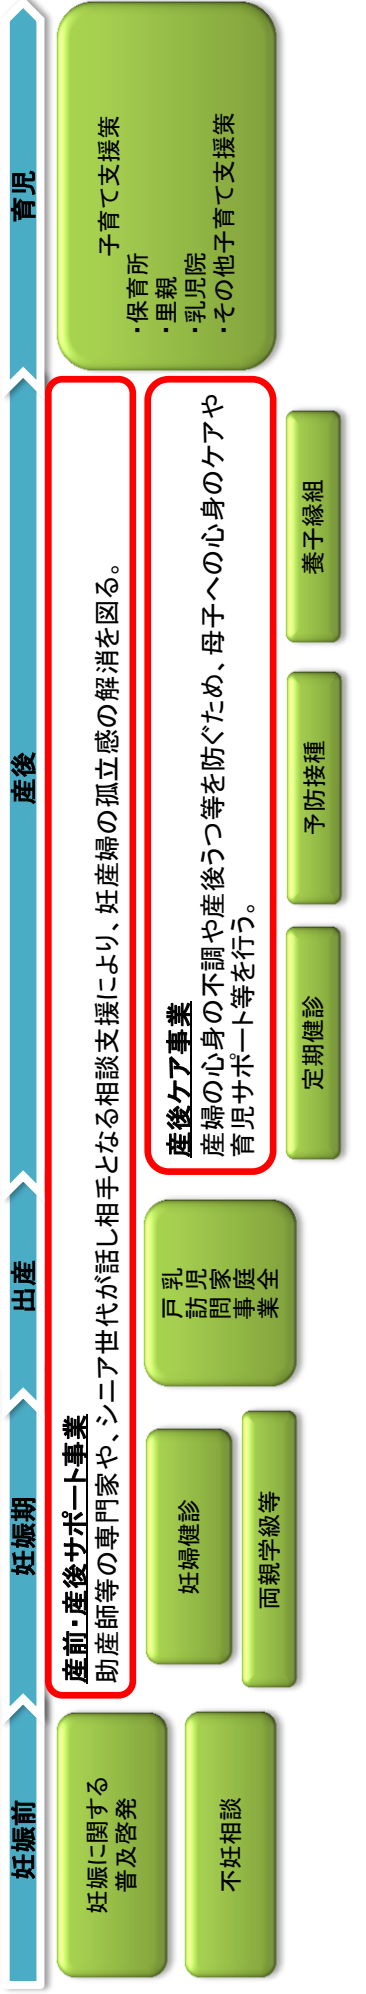 妊娠前
妊娠期
出産
産後
育児
妊娠に関する
普及啓発
不妊相談
産前・産後サポート事業
助産師等の専門家や、シニア世代が話し相手となる相談支援により、妊産婦の孤立感の解消を図る。
妊婦健診
両親学級等
乳児家庭全
戸訪問事業
産後ケア事業
産婦の心身の不調や産後うつ等を防ぐため、母子への心身のケアや
育児サポート等を行う。
定期健診
予防接種
養子縁組
子育て支援策
・保育所
・里親
・乳児院
・その他子育て支援策